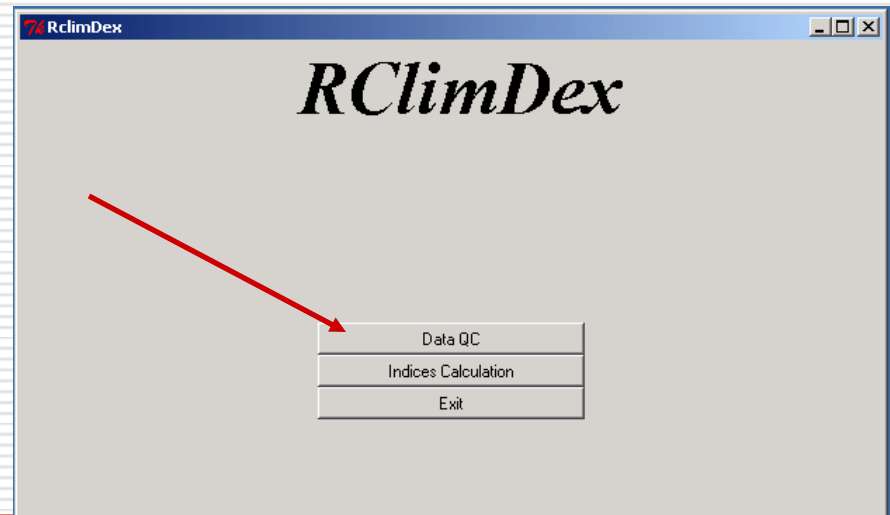 RclimDex
RClimDex
Data QC
Indices Calculation
Exit